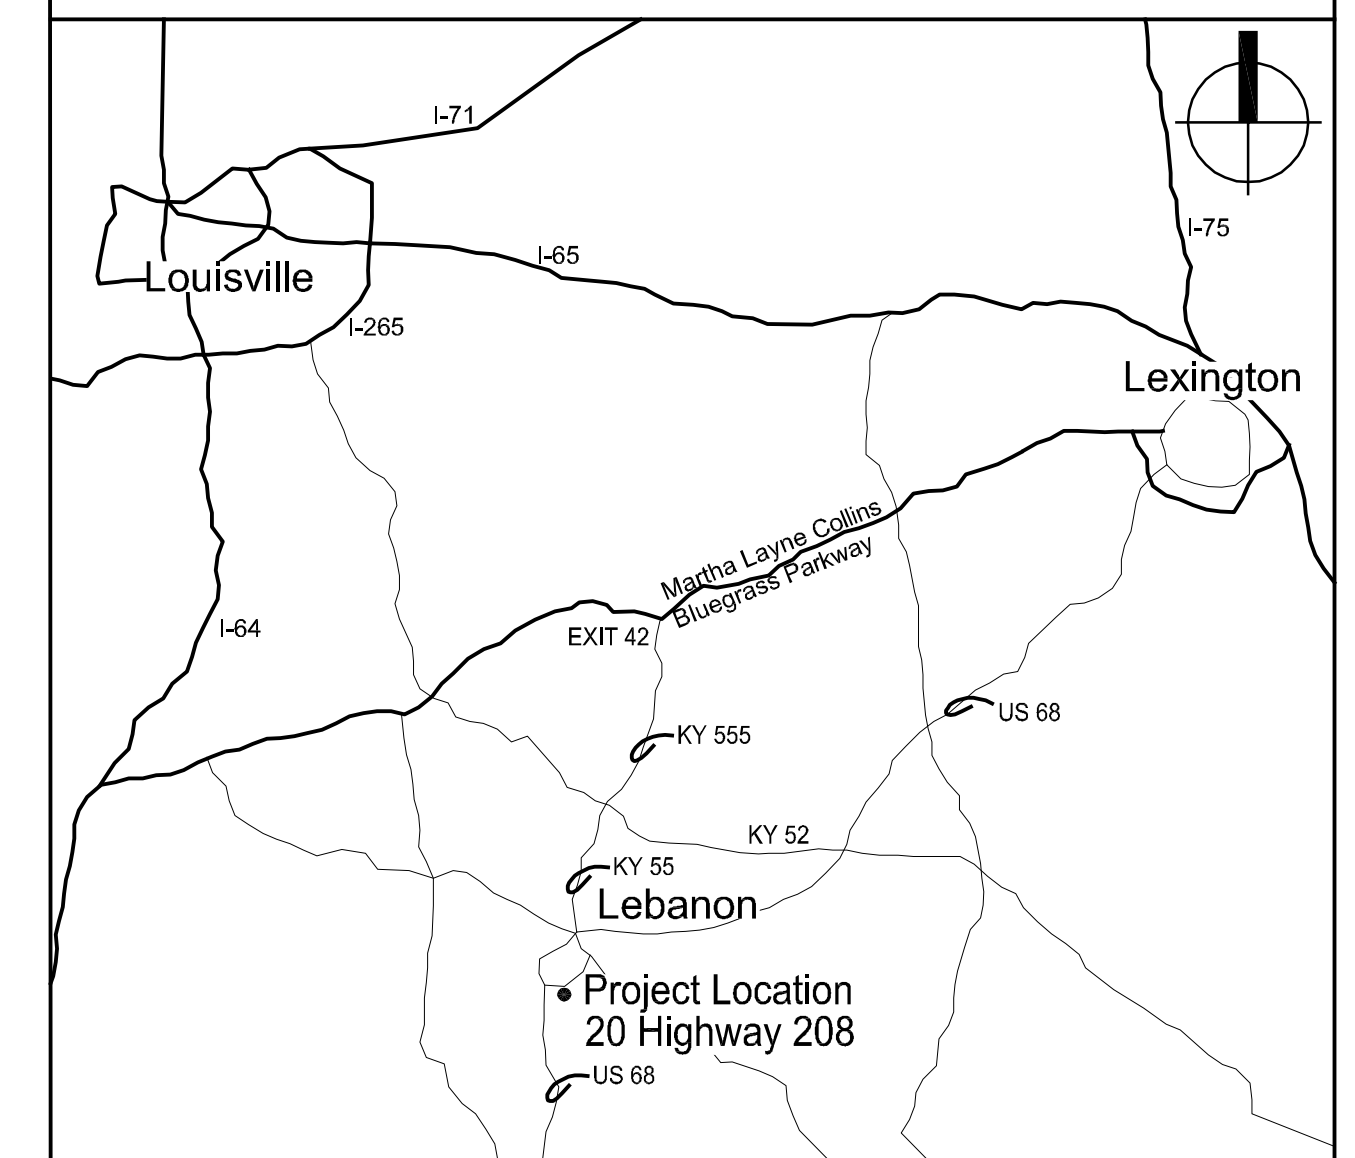 I-71
I-75
I-65
Louisville
I-265
Lexington
Martha Layne Collins
Bluegrass Parkway
I-64
EXIT 42
US 68
KY 555
KY 52
KY 55
Lebanon
Project Location
20 Highway 208
US 68